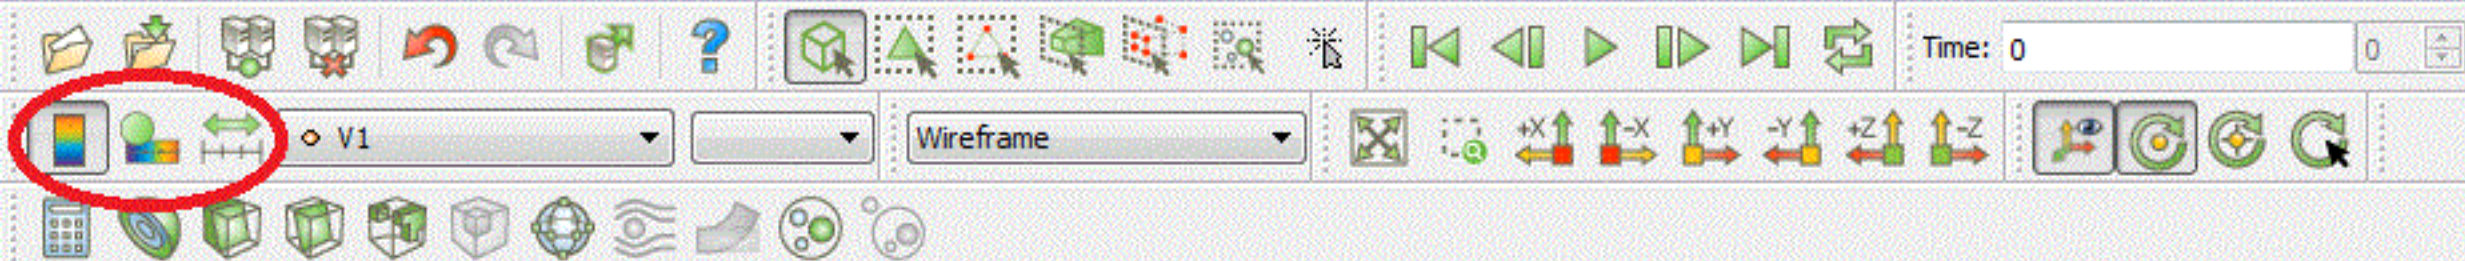 ? Time: 0 0
V1 Wireframe +X -X +Y -Y +Z -Z